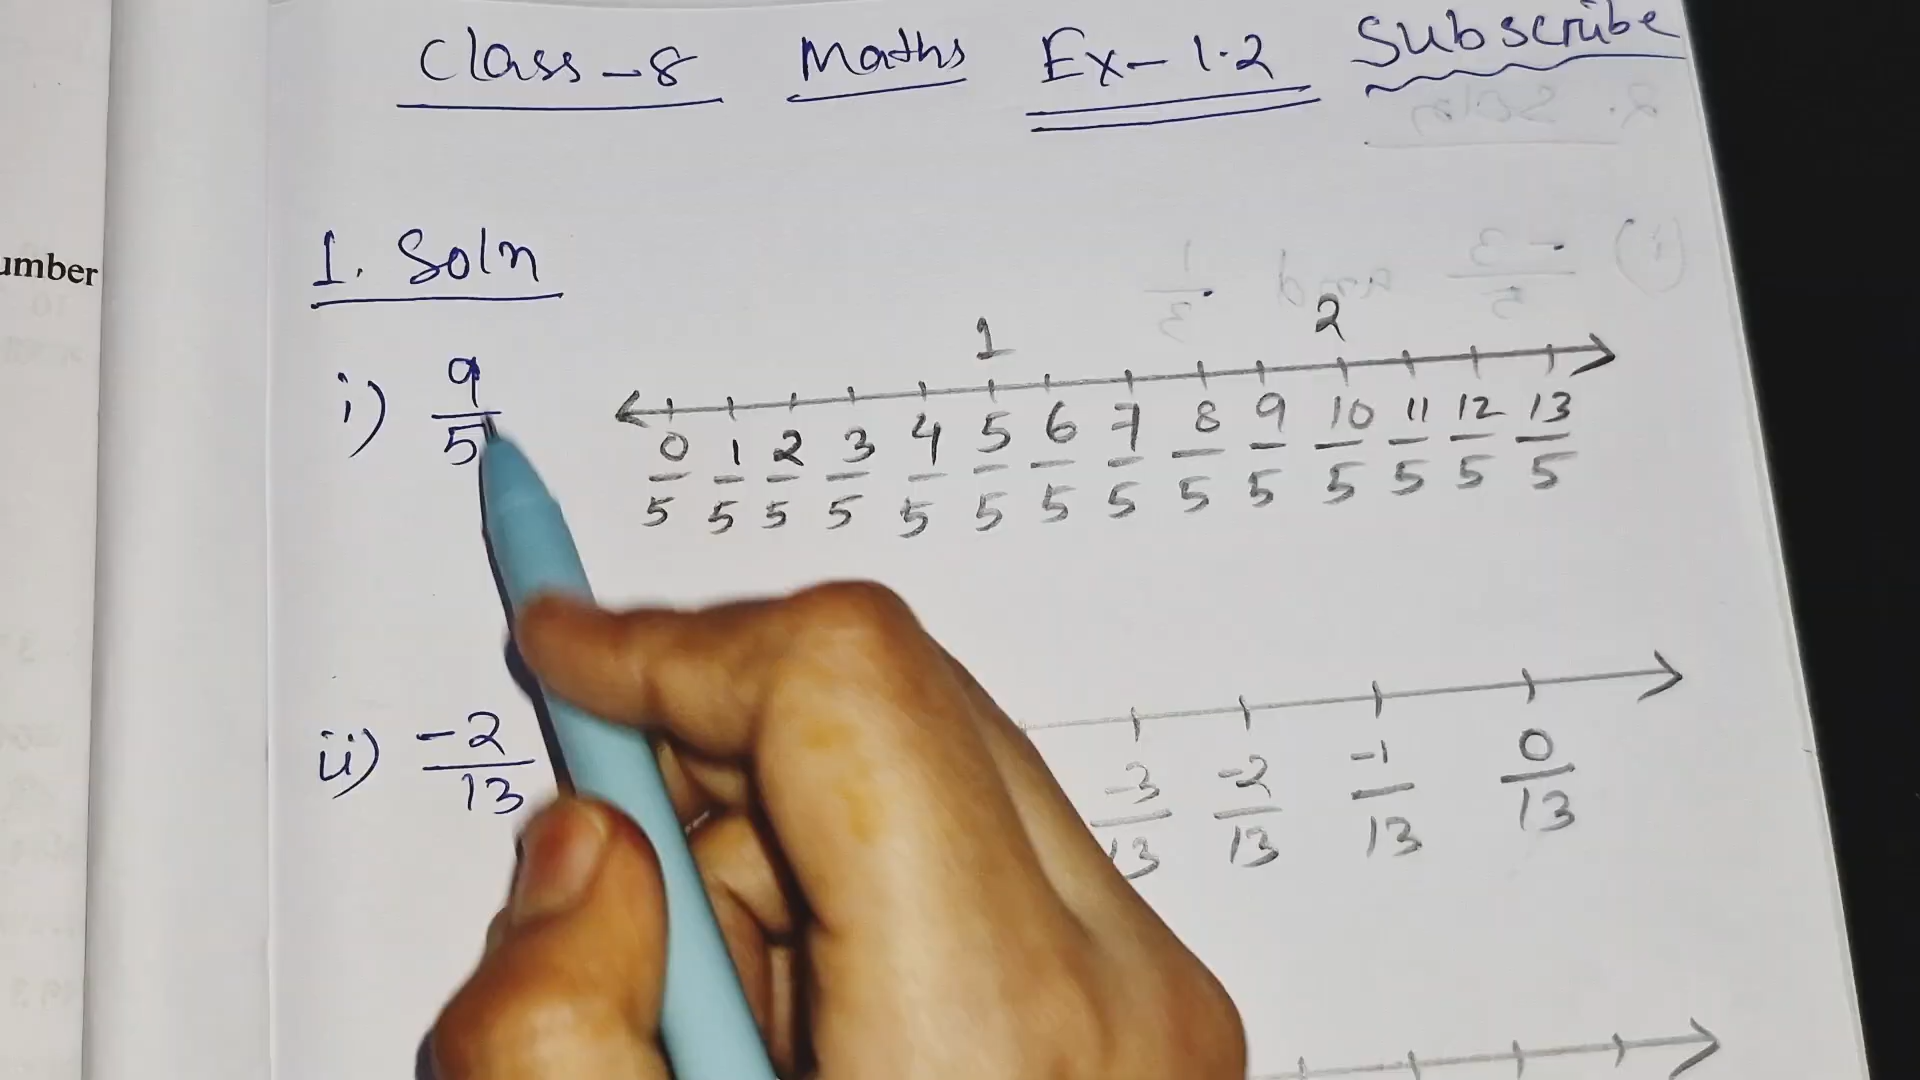 Class-8 Maths Ex-1.2 Subscribe
umber
1. Soln
1 2
i) 9/5 0/5 1/5 2/5 3/5 4/5 5/5 6/5 7/5 8/5 9/5 10/5 11/5 12/5 13/5
ii) -2/13 -3/13 -2/13 -1/13 0/13